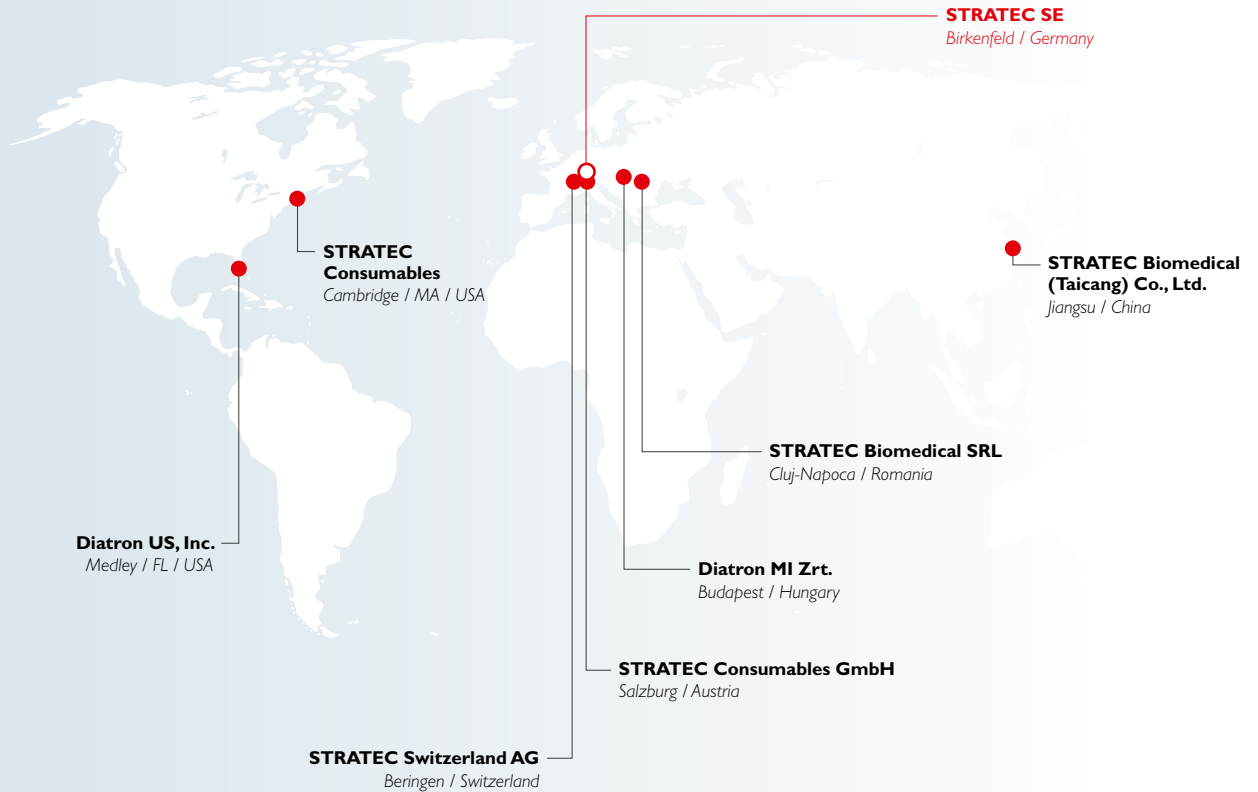 STRATEC SE
Birkenfeld / Germany
STRATEC
Consumables
Cambridge / MA / USA
STRATEC Biomedical
(Taicang) Co., Ltd.
Jiangsu / China
STRATEC Biomedical SRL
Cluj-Napoca / Romania
Diatron US, Inc.
Medley / FL / USA
Diatron MI Zrt.
Budapest / Hungary
STRATEC Consumables GmbH
Salzburg / Austria
STRATEC Switzerland AG
Beringen / Switzerland